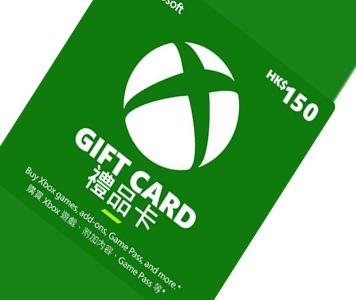 HK$150
GIFT CARD
禮品卡
Buy Xbox games, add-ons, Game Pass, and more.*
購買 Xbox 遊戲、附加內容、Game Pass 等*